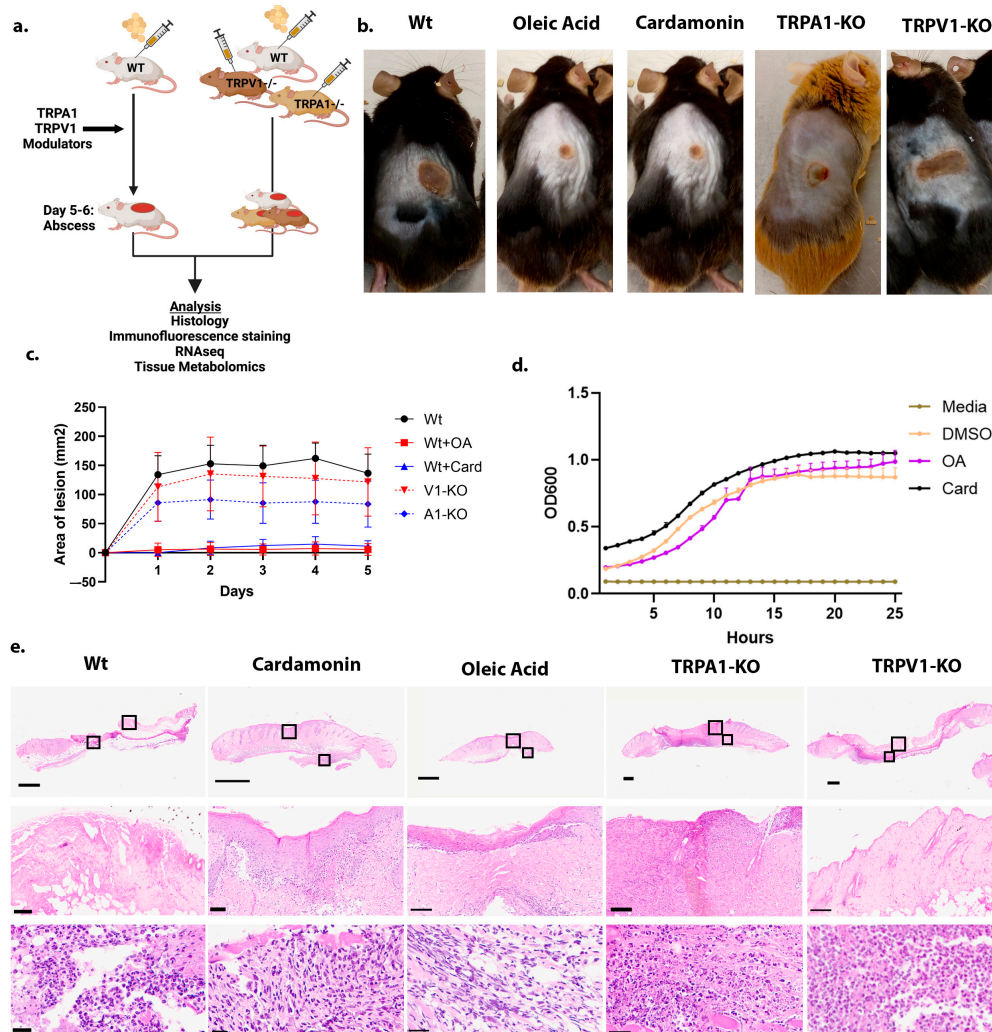 a.
WT
WT
TRPV1-/-
TRPA1-/-
TRPA1
TRPV1
Modulators
Day 5-6:
Abscess
Analysis
Histology
Immunofluorescence staining
RNAseq
Tissue Metabolomics
b.
Wt Oleic Acid Cardamonin TRPA1-KO TRPV1-KO
c.
Area of lesion (mm2)
250
200
150
100
50
0
-50
1 2 3 4 5
Days
Wt
Wt+OA
Wt+Card
V1-KO
A1-KO
d.
OD600
1.5
1.0
0.5
0.0
5 10 15 20 25
Hours
Media
DMSO
OA
Card
e.
Wt Cardamonin Oleic Acid TRPA1-KO TRPV1-KO